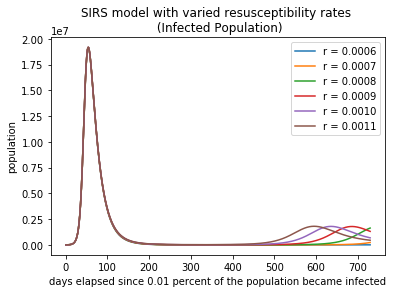 SIRS model with varied resusceptibility rates
(Infected Population)
1e7
2.00
1.75
1.50
1.25
1.00
0.75
0.50
0.25
0.00
population
r = 0.0006
r = 0.0007
r = 0.0008
r = 0.0009
r = 0.0010
r = 0.0011
0 100 200 300 400 500 600 700
days elapsed since 0.01 percent of the population became infected